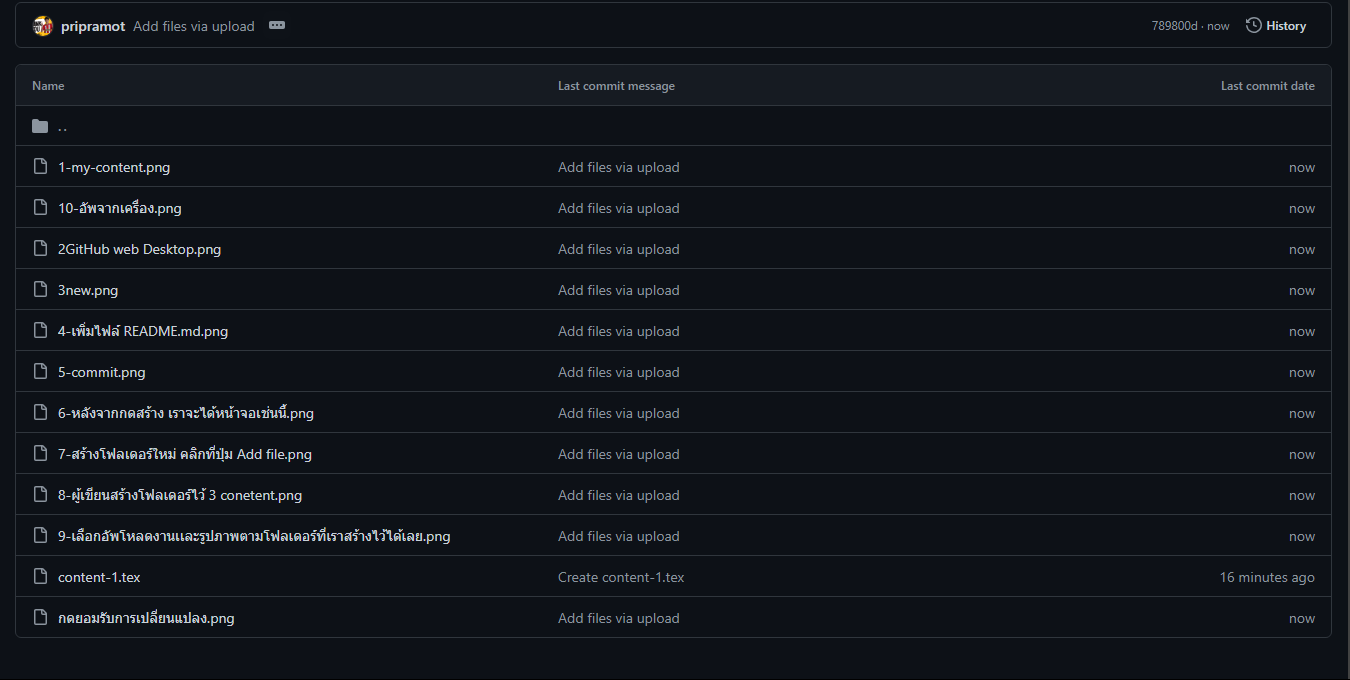 pripramot Add files via upload 789800d · now History
Name Last commit message Last commit date
..
1-my-content.png Add files via upload now
10-อัพจากเครื่อง.png Add files via upload now
2GitHub web Desktop.png Add files via upload now
3new.png Add files via upload now
4-เพิ่มไฟล์ README.md.png Add files via upload now
5-commit.png Add files via upload now
6-หลังจากกดสร้าง เราจะได้หน้าจอเช่นนี้.png Add files via upload now
7-สร้างโฟลเดอร์ใหม่ คลิกที่ปุ่ม Add file.png Add files via upload now
8-ผู้เขียนสร้างโฟลเดอร์ไว้ 3 conetent.png Add files via upload now
9-เลือกอัพโหลดงานและรูปภาพตามโฟลเดอร์ที่เราสร้างไว้ได้เลย.png Add files via upload now
content-1.tex Create content-1.tex 16 minutes ago
กดยอมรับการเปลี่ยนแปลง.png Add files via upload now